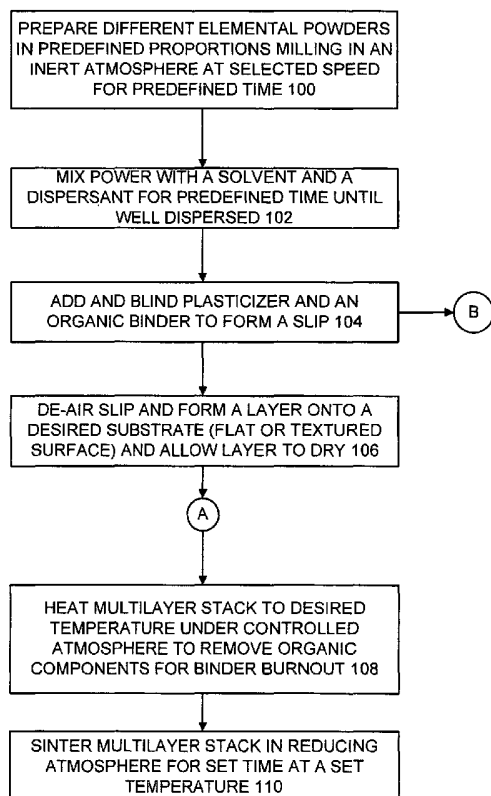 PREPARE DIFFERENT ELEMENTAL POWDERS
IN PREDEFINED PROPORTIONS MILLING IN AN
INERT ATMOSPHERE AT SELECTED SPEED
FOR PREDEFINED TIME 100
MIX POWER WITH A SOLVENT AND A
DISPERSANT FOR PREDEFINED TIME UNTIL
WELL DISPERSED 102
ADD AND BLIND PLASTICIZER AND AN
ORGANIC BINDER TO FORM A SLIP 104
B
DE-AIR SLIP AND FORM A LAYER ONTO A
DESIRED SUBSTRATE (FLAT OR TEXTURED
SURFACE) AND ALLOW LAYER TO DRY 106
A
HEAT MULTILAYER STACK TO DESIRED
TEMPERATURE UNDER CONTROLLED
ATMOSPHERE TO REMOVE ORGANIC
COMPONENTS FOR BINDER BURNOUT 108
SINTER MULTILAYER STACK IN REDUCING
ATMOSPHERE FOR SET TIME AT A SET
TEMPERATURE 110